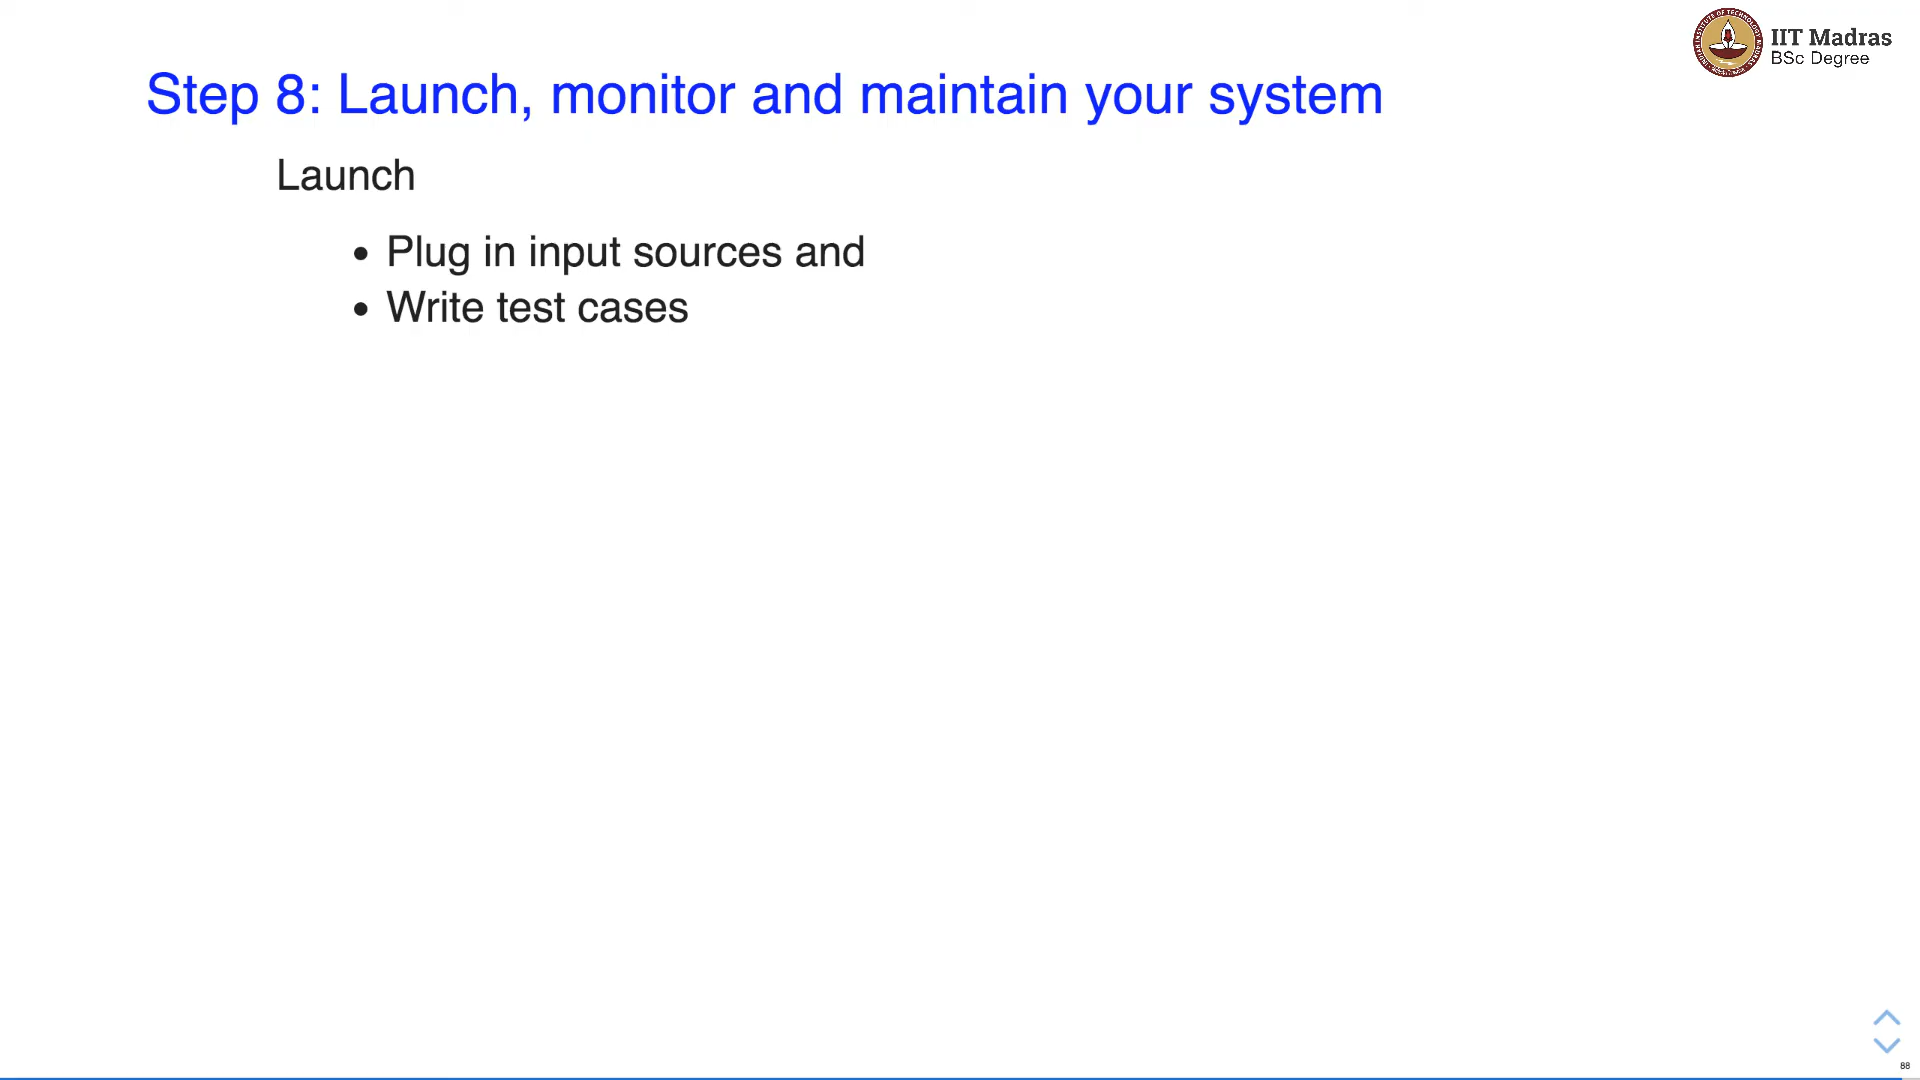 IIT Madras
BSc Degree
Step 8: Launch, monitor and maintain your system
Launch
• Plug in input sources and
• Write test cases
88